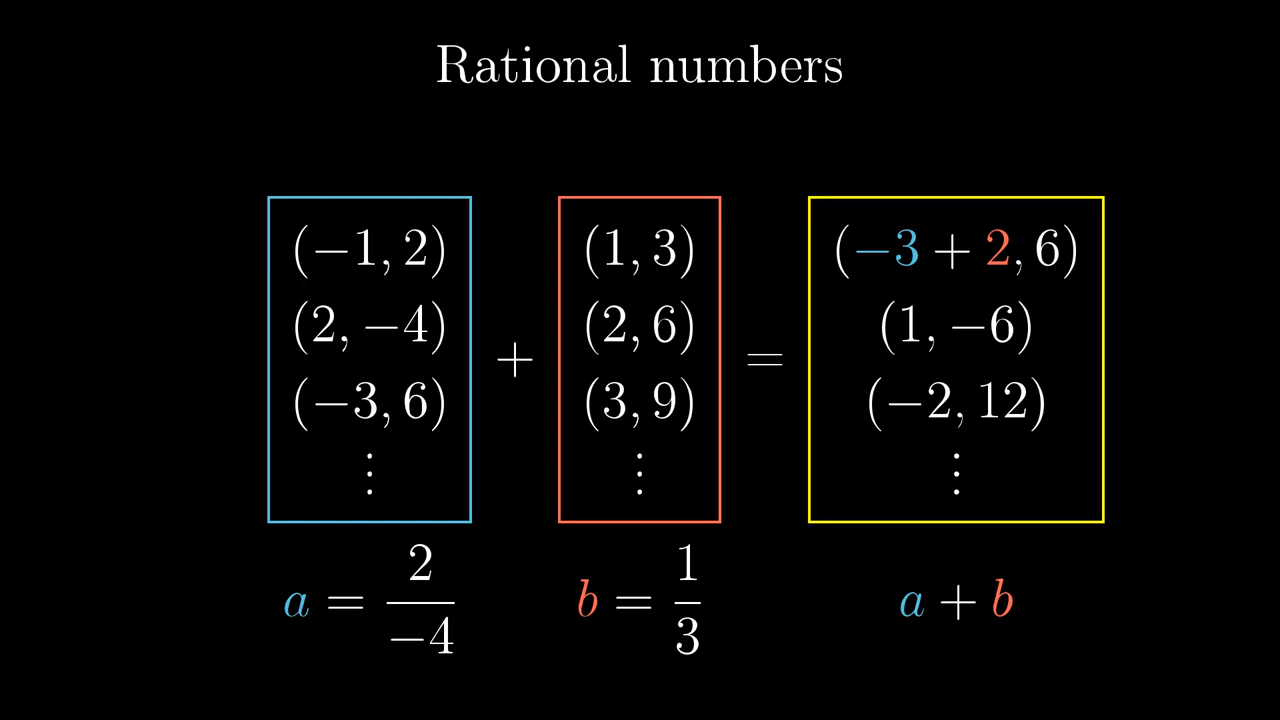 Rational numbers
(−1, 2) (1, 3) (−3 + 2, 6)
(2, −4) (2, 6) (1, −6)
+ =
(−3, 6) (3, 9) (−2, 12)
⋮ ⋮ ⋮
a = 2/−4 b = 1/3 a + b